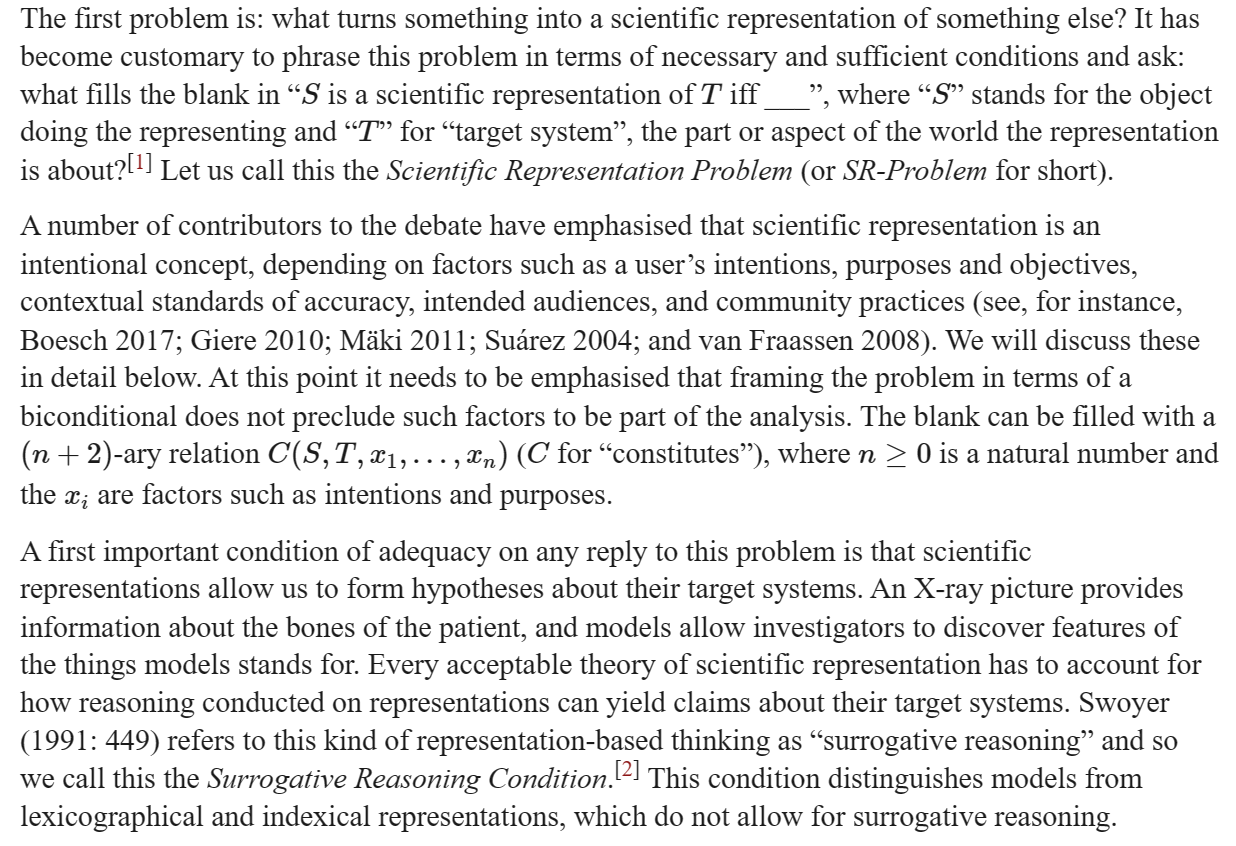 The first problem is: what turns something into a scientific representation of something else? It has
become customary to phrase this problem in terms of necessary and sufficient conditions and ask:
what fills the blank in “S is a scientific representation of T iff ___”, where “S” stands for the object
doing the representing and “T” for “target system”, the part or aspect of the world the representation
is about?[1] Let us call this the Scientific Representation Problem (or SR-Problem for short).
A number of contributors to the debate have emphasised that scientific representation is an
intentional concept, depending on factors such as a user’s intentions, purposes and objectives,
contextual standards of accuracy, intended audiences, and community practices (see, for instance,
Boesch 2017; Giere 2010; Mäki 2011; Suárez 2004; and van Fraassen 2008). We will discuss these
in detail below. At this point it needs to be emphasised that framing the problem in terms of a
biconditional does not preclude such factors to be part of the analysis. The blank can be filled with a
(n + 2)-ary relation C(S, T, x₁, . . . , xₙ) (C for “constitutes”), where n ≥ 0 is a natural number and
the xᵢ are factors such as intentions and purposes.
A first important condition of adequacy on any reply to this problem is that scientific
representations allow us to form hypotheses about their target systems. An X-ray picture provides
information about the bones of the patient, and models allow investigators to discover features of
the things models stands for. Every acceptable theory of scientific representation has to account for
how reasoning conducted on representations can yield claims about their target systems. Swoyer
(1991: 449) refers to this kind of representation-based thinking as “surrogative reasoning” and so
we call this the Surrogative Reasoning Condition.[2] This condition distinguishes models from
lexicographical and indexical representations, which do not allow for surrogative reasoning.